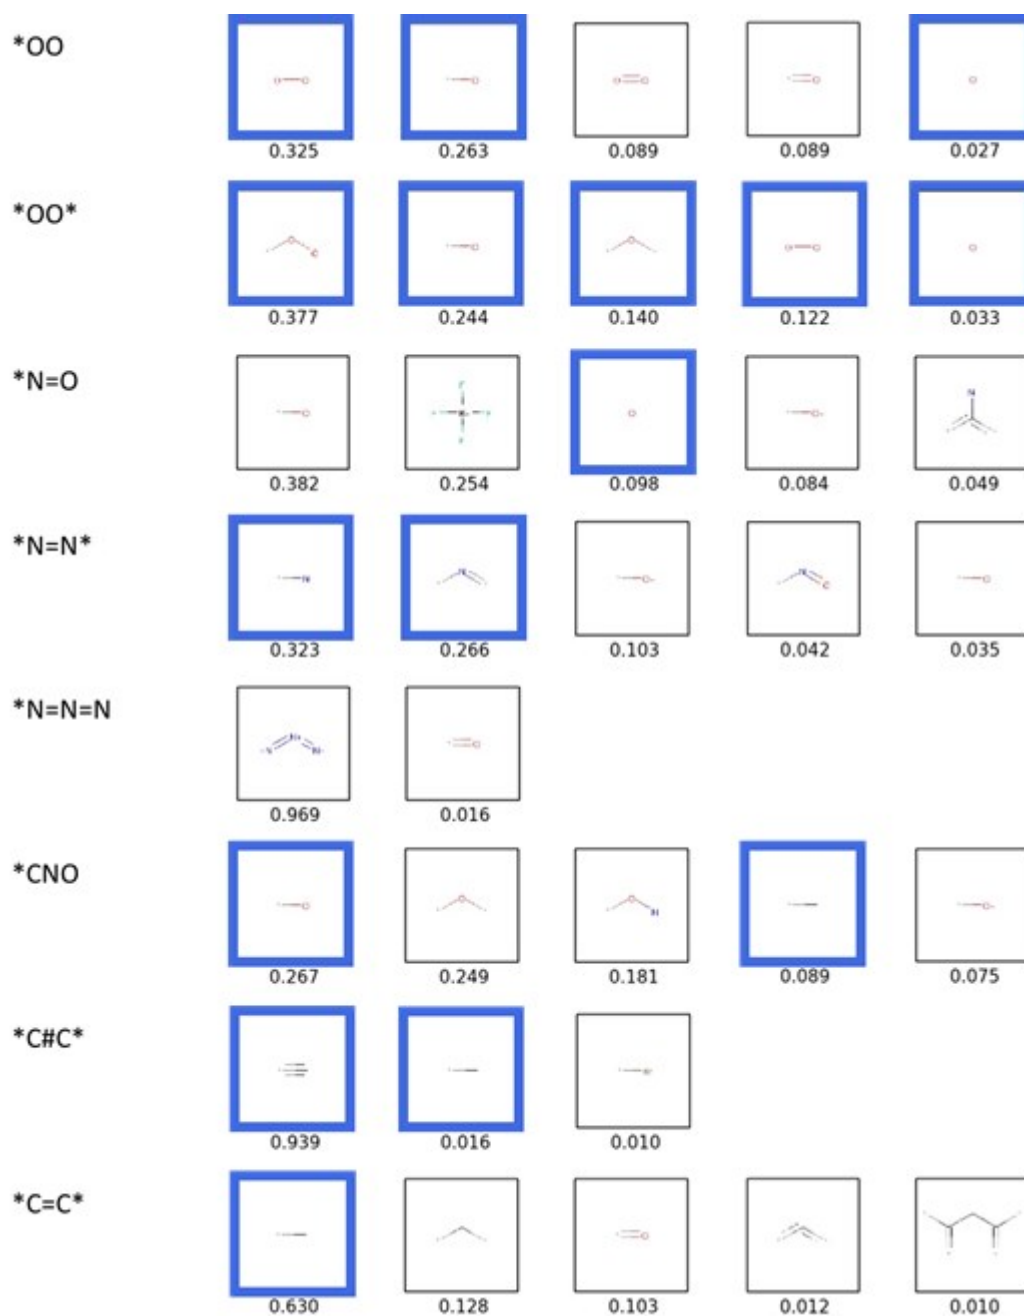 *OO
0.325 0.263 0.089 0.089 0.027
*OO*
0.377 0.244 0.140 0.122 0.033
*N=O
0.382 0.254 0.098 0.084 0.049
*N=N*
0.323 0.266 0.103 0.042 0.035
*N=N=N
0.969 0.016
*CNO
0.267 0.249 0.181 0.089 0.075
*C#C*
0.939 0.016 0.010
*C=C*
0.630 0.128 0.103 0.012 0.010